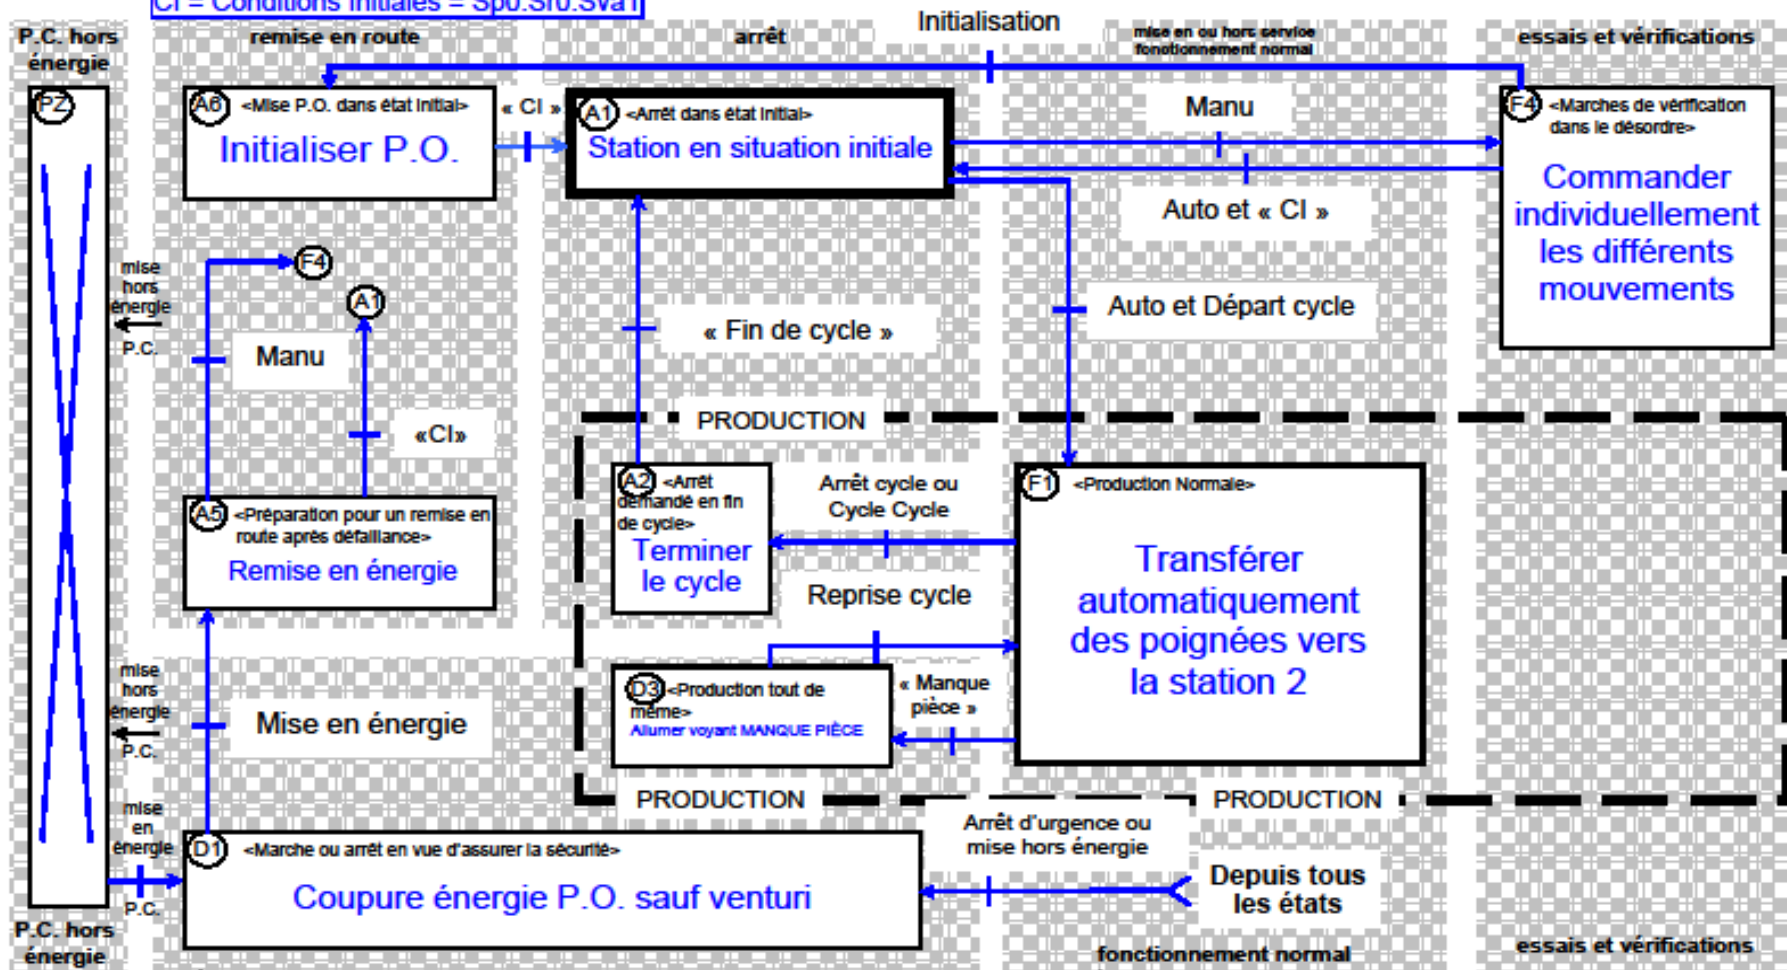 CI = Conditions Initiales = Sp0.Sr0.Sva1
P.C. hors
énergie
remise en route
arrêt
Initialisation
mise en ou hors service
fonotionnement normal
essais et vérifications
PZ
A6 <Mise P.O. dans état Initial>
Initialiser P.O.
« CI »
A1 <Arrêt dans état Initial>
Station en situation initiale
Manu
Auto et « CI »
F4 <Marches de vérification
dans le désordre>
Commander
individuellement
les différents
mouvements
F4
A1
mise
hors
énergie
P.C.
Manu
«CI»
« Fin de cycle »
Auto et Départ cycle
PRODUCTION
A5 <Préparation pour un remise en
route après défaillance>
Remise en énergie
A2 <Arrêt
demandé en fin
de cycle>
Terminer
le cycle
Arrêt cycle ou
Cycle Cycle
F1 <Production Normale>
Transférer
automatiquement
des poignées vers
la station 2
Reprise cycle
D3 <Production tout de
même>
Allumer voyant MANQUE PIÈCE
« Manque
pièce »
mise
hors
énergie
P.C.
Mise en énergie
PRODUCTION
PRODUCTION
mise
en
énergie
P.C.
D1 <Marche ou arrêt en vue d'assurer la sécurité>
Coupure énergie P.O. sauf venturi
Arrêt d'urgence ou
mise hors énergie
Depuis tous
les états
P.C. hors
énergie
fonctionnement normal
essais et vérifications